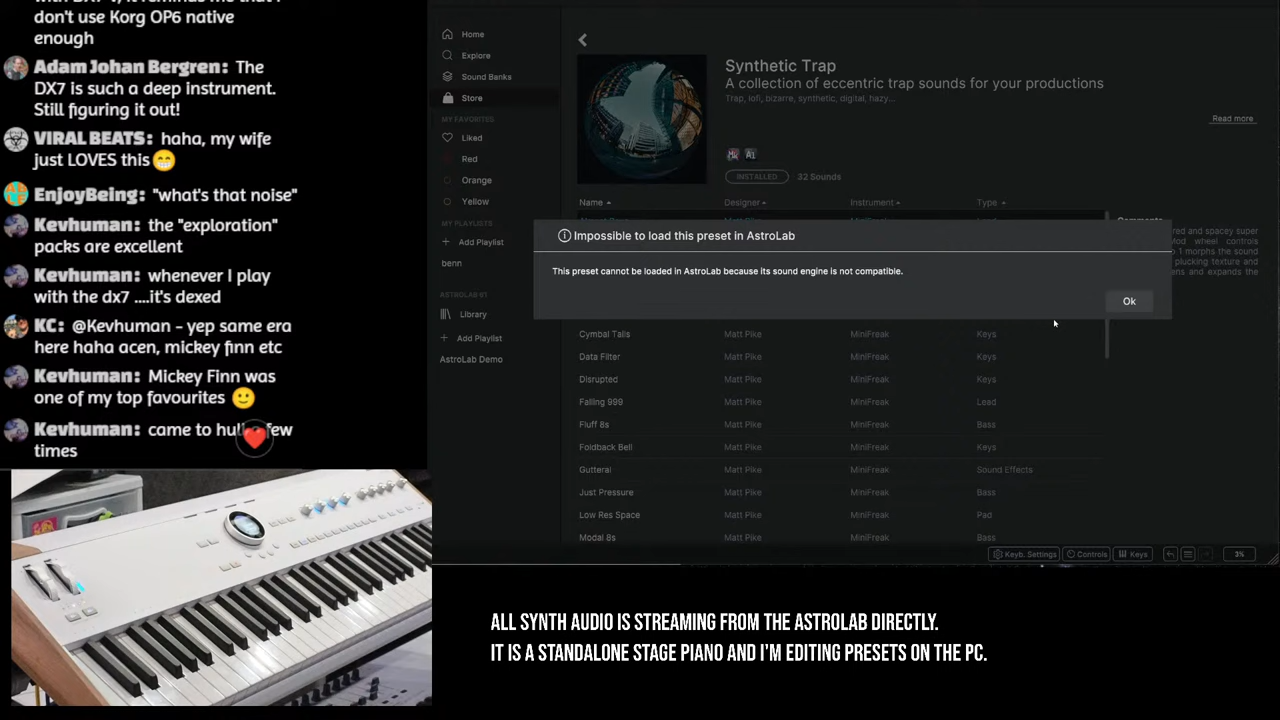 with DX7 V, it reminds me that I
don't use Korg OP6 native
enough
Adam Johan Bergren: The
DX7 is such a deep instrument.
Still figuring it out!
VIRAL BEATS: haha, my wife
just LOVES this😁
EnjoyBeing: "what's that noise"
Kevhuman: the "exploration"
packs are excellent
Kevhuman: whenever I play
with the dx7 ....it's dexed
KC: @Kevhuman - yep same era
here haha acen, mickey finn etc
Kevhuman: Mickey Finn was
one of my top favourites 🙂
Kevhuman: came to hull few
times
Home
Explore
Sound Banks
Store
MY FAVORITES
Liked
Red
Orange
Yellow
MY PLAYLISTS
Add Playlist
benn
ASTROLAB 01
Library
Add Playlist
AstroLab Demo
Synthetic Trap
A collection of eccentric trap sounds for your productions
Trap, lofi, bizarre, synthetic, digital, hazy...
Read more
INSTALLED 32 Sounds
Name Designer Instrument Type
Comments
Impossible to load this preset in AstroLab
This preset cannot be loaded in AstroLab because its sound engine is not compatible.
Ok
Cymbal Tails Matt Pike MiniFreak Keys
Data Filter Matt Pike MiniFreak Keys
Disrupted Matt Pike MiniFreak Keys
Falling 999 Matt Pike MiniFreak Lead
Fluff 8s Matt Pike MiniFreak Bass
Foldback Bell Matt Pike MiniFreak Keys
Gutteral Matt Pike MiniFreak Sound Effects
Just Pressure Matt Pike MiniFreak Bass
Low Res Space Matt Pike MiniFreak Pad
Modal 8s Matt Pike MiniFreak Bass
Keyb. Settings Controls Keys 3%
ALL SYNTH AUDIO IS STREAMING FROM THE ASTROLAB DIRECTLY.
IT IS A STANDALONE STAGE PIANO AND I'M EDITING PRESETS ON THE PC.